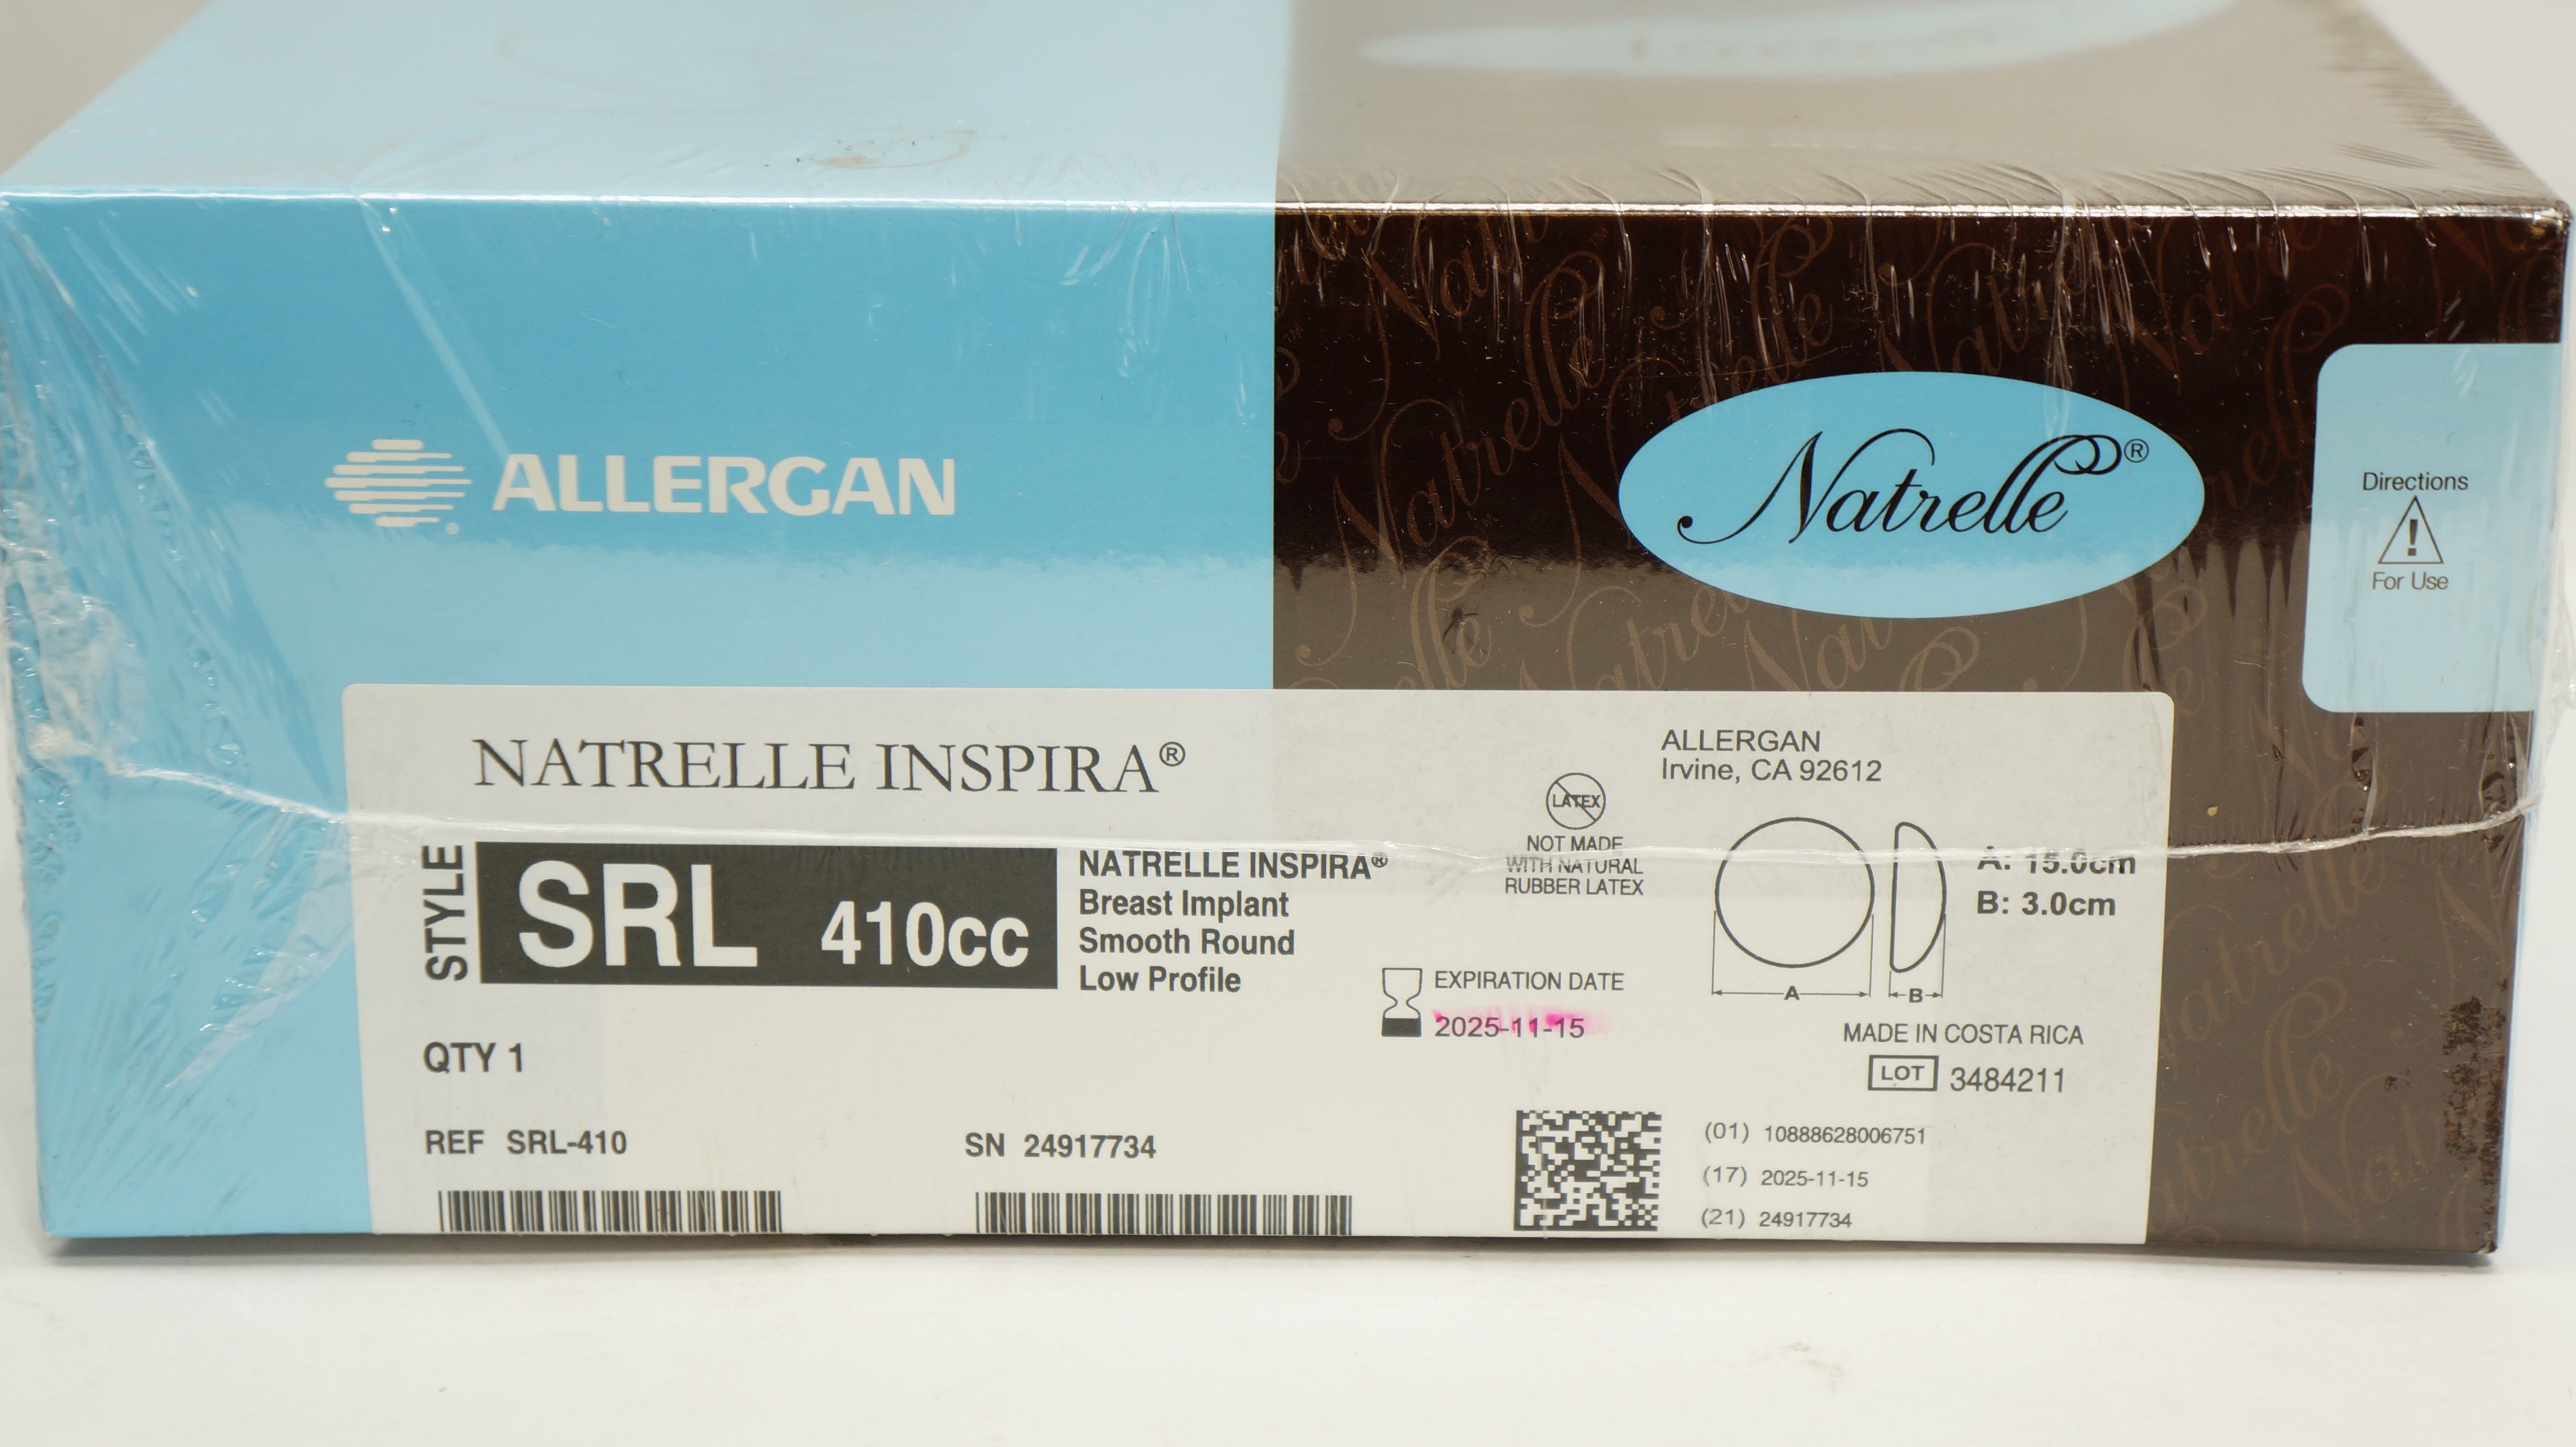 ALLERGAN
Natrelle®
Directions
!
For Use
NATRELLE INSPIRA®
STYLE
SRL 410cc
NATRELLE INSPIRA®
Breast Implant
Smooth Round
Low Profile
QTY 1
REF SRL-410
SN 24917734
LATEX
NOT MADE
WITH NATURAL
RUBBER LATEX
EXPIRATION DATE
2025-11-15
ALLERGAN
Irvine, CA 92612
A: 15.0cm
B: 3.0cm
A
B
MADE IN COSTA RICA
LOT 3484211
(01) 10888628006751
(17) 2025-11-15
(21) 24917734